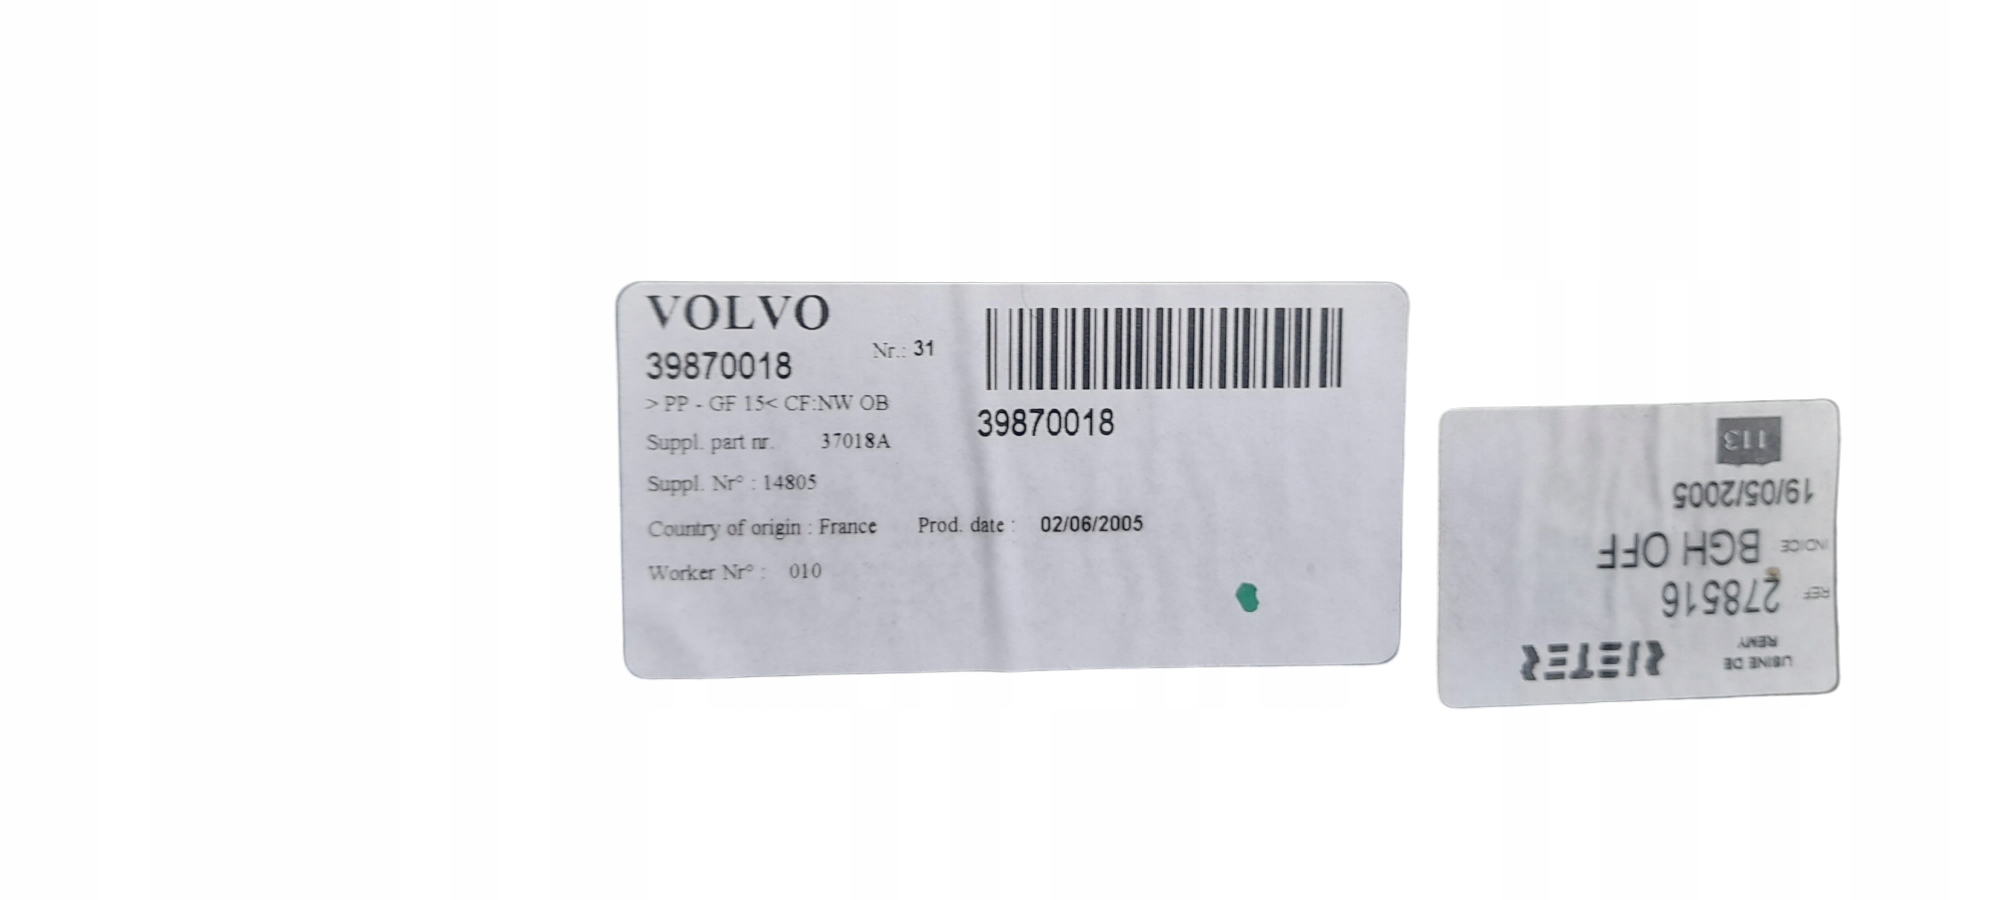 VOLVO
39870018
Nr.: 31
> PP - GF 15< CF:NW OB
Suppl. part nr. 37018A
Suppl. Nr° : 14805
Country of origin : France Prod. date : 02/06/2005
Worker Nr° : 010
39870018
RIETER
USINE DE
REMY
REF 278516
INDICE BGH OFF
19/05/2005
113